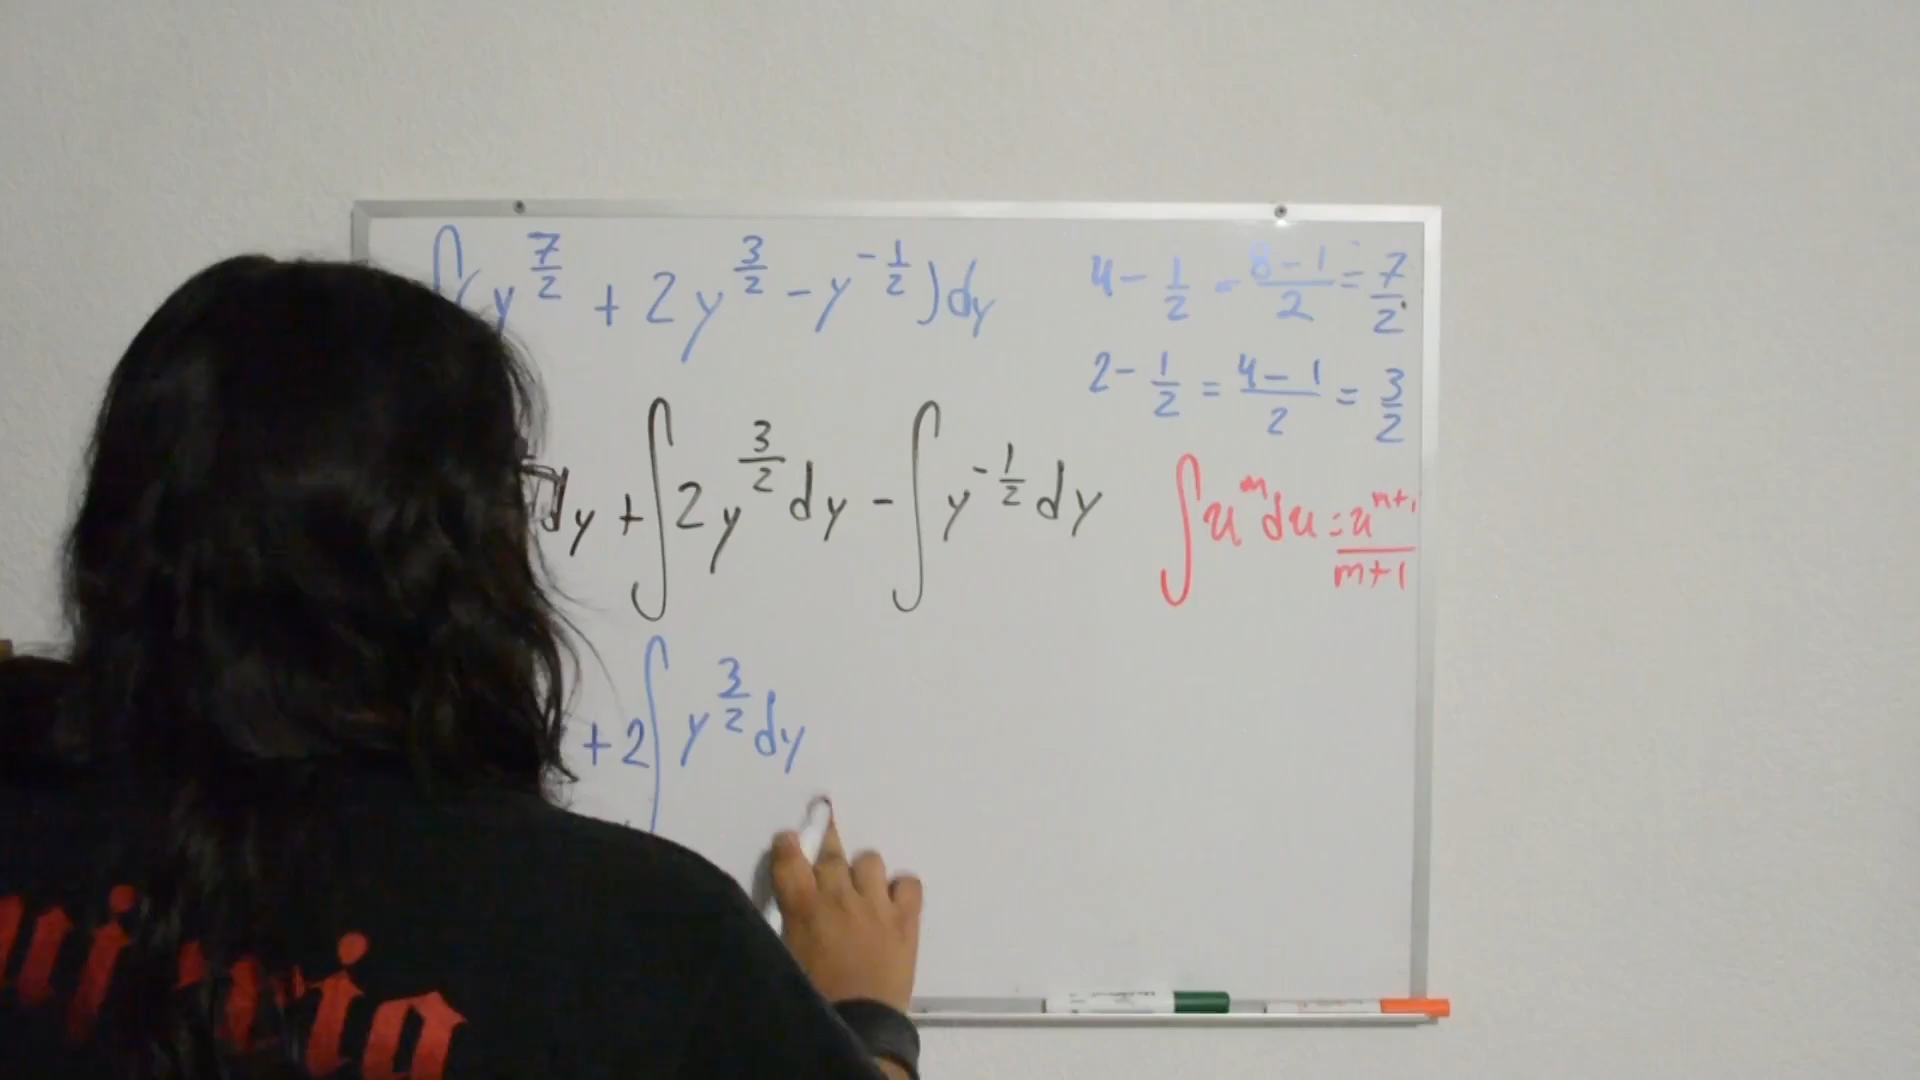 ∫(y^{7/2} + 2y^{3/2} - y^{-1/2})dy
4 - 1/2 = (8-1)/2 = 7/2
2 - 1/2 = (4-1)/2 = 3/2
dy + ∫2y^{3/2}dy - ∫y^{-1/2}dy
∫u^m du = u^{m+1}/(m+1)
+ 2∫y^{3/2}dy